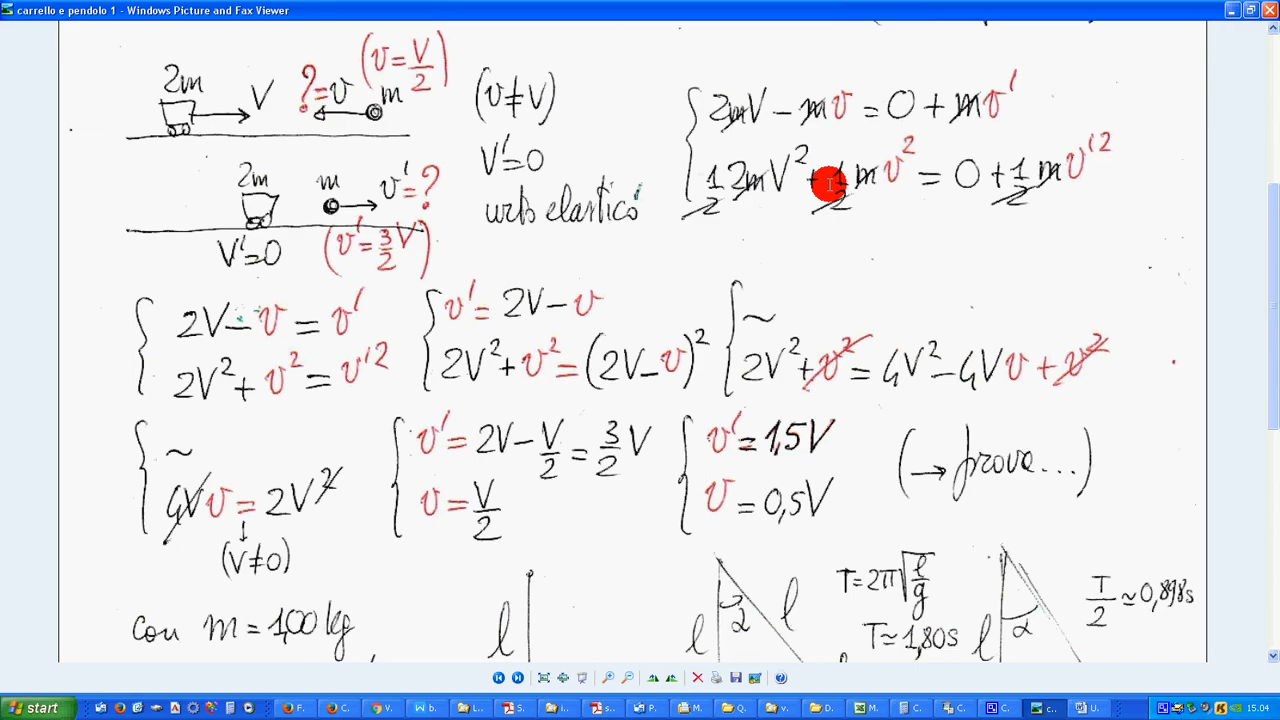 carrello e pendolo 1 - Windows Picture and Fax Viewer
2m V ?=v (v=V/2) m
(v≠V)
V'=0
urto elastico
2m m v'=?
V'=0 (v'=3/2 V)
2mV - mv = 0 + mv'
1/2 2mV² + 1/2 mv² = 0 + 1/2 mv'²
2V - v = v'
2V² + v² = v'²
v' = 2V - v
2V² + v² = (2V - v)²
~
2V² + v² = 4V² - 4Vv + v²
~
4Vv = 2V²
(V≠0)
v' = 2V - V/2 = 3/2 V
v = V/2
v' = 1,5V
v = 0,5V
(→ prove...)
con m = 1,00 kg
l
l α l
T = 2π√(l/g)
T ≃ 1,80s
l α
T/2 ≃ 0,898s
start
F.
C.
V.
b.
L..
S.
i..
s..
P.
M.
F.
C.
v..
D.
M.
C.
C.
C.
c..
U.
15.04